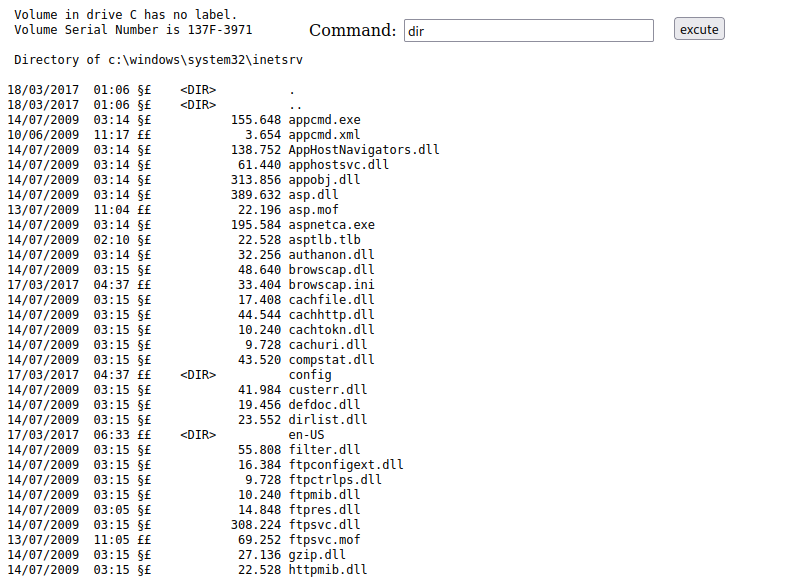 Volume in drive C has no label.
 Volume Serial Number is 137F-3971
Command: dir excute

 Directory of c:\windows\system32\inetsrv

18/03/2017  01:06 §£    <DIR>          .
18/03/2017  01:06 §£    <DIR>          ..
14/07/2009  03:14 §£           155.648 appcmd.exe
10/06/2009  11:17 ££             3.654 appcmd.xml
14/07/2009  03:14 §£           138.752 AppHostNavigators.dll
14/07/2009  03:14 §£            61.440 apphostsvc.dll
14/07/2009  03:14 §£           313.856 appobj.dll
14/07/2009  03:14 §£           389.632 asp.dll
13/07/2009  11:04 ££            22.196 asp.mof
14/07/2009  03:14 §£           195.584 aspnetca.exe
14/07/2009  02:10 §£            22.528 asptlb.tlb
14/07/2009  03:14 §£            32.256 authanon.dll
14/07/2009  03:15 §£            48.640 browscap.dll
17/03/2017  04:37 ££            33.404 browscap.ini
14/07/2009  03:15 §£            17.408 cachfile.dll
14/07/2009  03:15 §£            44.544 cachhttp.dll
14/07/2009  03:15 §£            10.240 cachtokn.dll
14/07/2009  03:15 §£             9.728 cachuri.dll
14/07/2009  03:15 §£            43.520 compstat.dll
17/03/2017  04:37 ££    <DIR>          config
14/07/2009  03:15 §£            41.984 custerr.dll
14/07/2009  03:15 §£            19.456 defdoc.dll
14/07/2009  03:15 §£            23.552 dirlist.dll
17/03/2017  06:33 ££    <DIR>          en-US
14/07/2009  03:15 §£            55.808 filter.dll
14/07/2009  03:15 §£            16.384 ftpconfigext.dll
14/07/2009  03:15 §£             9.728 ftpctrlps.dll
14/07/2009  03:15 §£            10.240 ftpmib.dll
14/07/2009  03:05 §£            14.848 ftpres.dll
14/07/2009  03:15 §£           308.224 ftpsvc.dll
13/07/2009  11:05 ££            69.252 ftpsvc.mof
14/07/2009  03:15 §£            27.136 gzip.dll
14/07/2009  03:15 §£            22.528 httpmib.dll